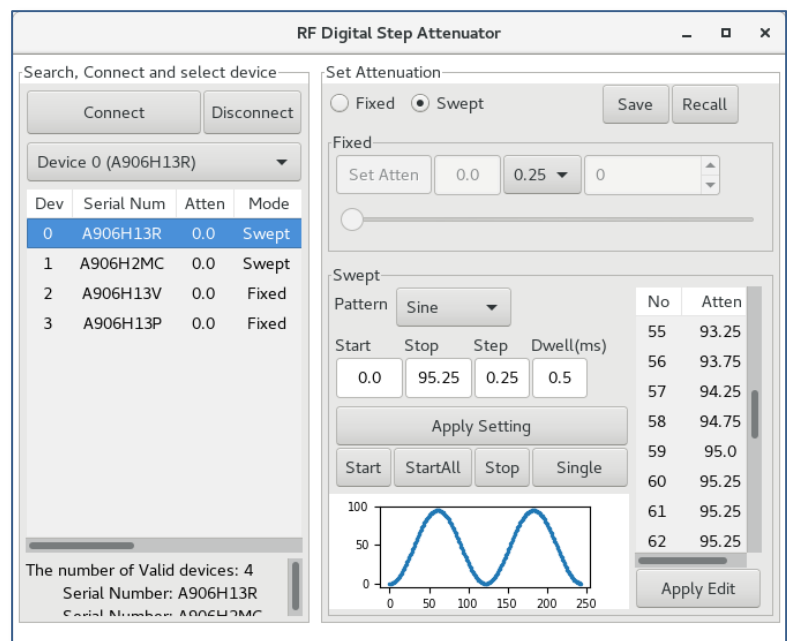 RF Digital Step Attenuator
Search, Connect and select device
Connect Disconnect
Device 0 (A906H13R)
Dev Serial Num Atten Mode
0 A906H13R 0.0 Swept
1 A906H2MC 0.0 Swept
2 A906H13V 0.0 Fixed
3 A906H13P 0.0 Fixed
The number of Valid devices: 4
Serial Number: A906H13R
Serial Number: A906H2MC
Set Attenuation
Fixed Swept Save Recall
Fixed
Set Atten 0.0 0.25 0
Swept
Pattern Sine
Start Stop Step Dwell(ms)
0.0 95.25 0.25 0.5
Apply Setting
Start StartAll Stop Single
100
50
0
0 50 100 150 200 250
No Atten
55 93.25
56 93.75
57 94.25
58 94.75
59 95.0
60 95.25
61 95.25
62 95.25
Apply Edit